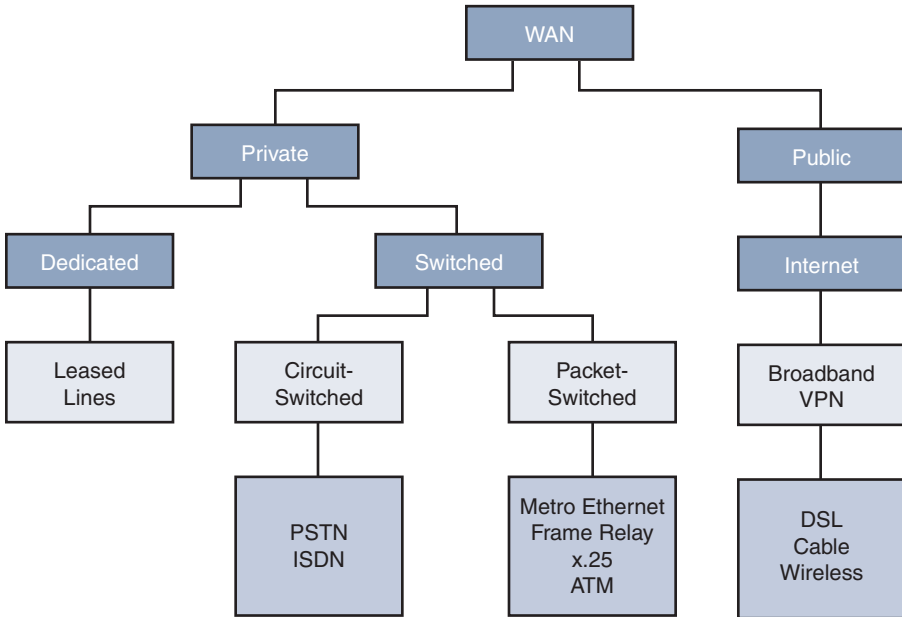 WAN
Private
Public
Dedicated
Switched
Internet
Leased
Lines
Circuit-
Switched
Packet-
Switched
Broadband
VPN
PSTN
ISDN
Metro Ethernet
Frame Relay
x.25
ATM
DSL
Cable
Wireless